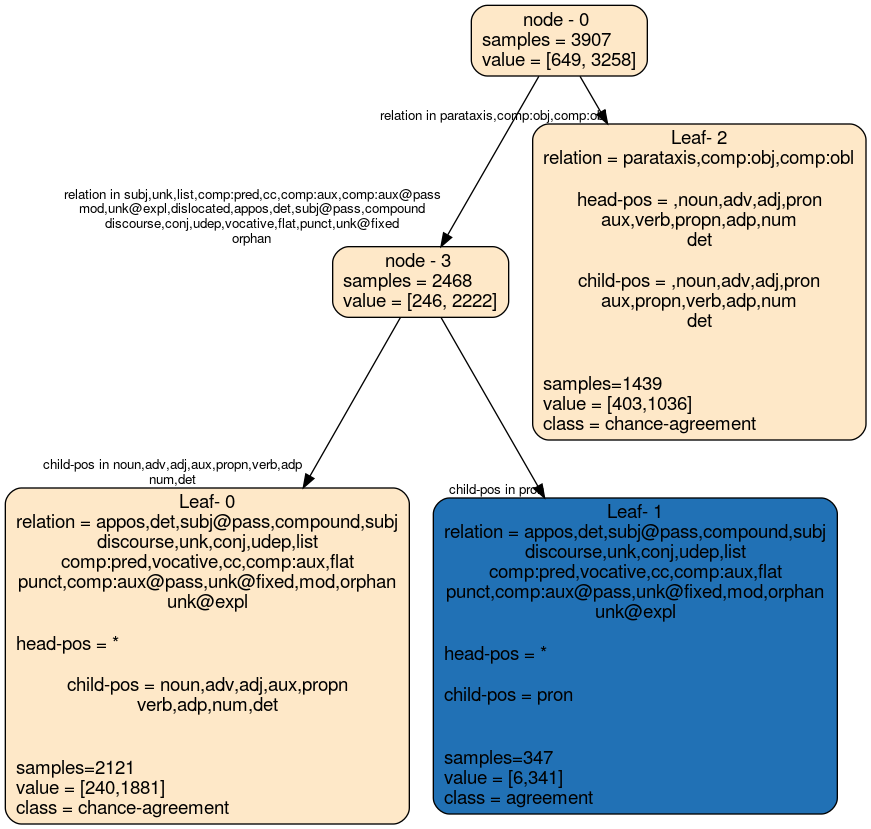 node - 0
samples = 3907
value = [649, 3258]
relation in parataxis,comp:obj,comp:obl
Leaf- 2
relation = parataxis,comp:obj,comp:obl
head-pos = ,noun,adv,adj,pron
aux,verb,propn,adp,num
det
child-pos = ,noun,adv,adj,pron
aux,propn,verb,adp,num
det
samples=1439
value = [403,1036]
class = chance-agreement
relation in subj,unk,list,comp:pred,cc,comp:aux,comp:aux@pass
mod,unk@expl,dislocated,appos,det,subj@pass,compound
discourse,conj,udep,vocative,flat,punct,unk@fixed
orphan
node - 3
samples = 2468
value = [246, 2222]
child-pos in noun,adv,adj,aux,propn,verb,adp
num,det
Leaf- 0
relation = appos,det,subj@pass,compound,subj
discourse,unk,conj,udep,list
comp:pred,vocative,cc,comp:aux,flat
punct,comp:aux@pass,unk@fixed,mod,orphan
unk@expl
head-pos = *
child-pos = noun,adv,adj,aux,propn
verb,adp,num,det
samples=2121
value = [240,1881]
class = chance-agreement
child-pos in pron
Leaf- 1
relation = appos,det,subj@pass,compound,subj
discourse,unk,conj,udep,list
comp:pred,vocative,cc,comp:aux,flat
punct,comp:aux@pass,unk@fixed,mod,orphan
unk@expl
head-pos = *
child-pos = pron
samples=347
value = [6,341]
class = agreement